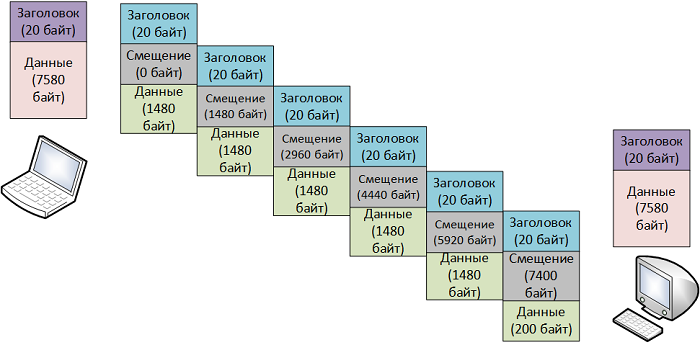 Заголовок
(20 байт)
Данные
(7580
байт)
Заголовок
(20 байт)
Смещение
(0 байт)
Данные
(1480
байт)
Заголовок
(20 байт)
Смещение
(1480 байт)
Данные
(1480
байт)
Заголовок
(20 байт)
Смещение
(2960 байт)
Данные
(1480
байт)
Заголовок
(20 байт)
Смещение
(4440 байт)
Данные
(1480
байт)
Заголовок
(20 байт)
Смещение
(5920 байт)
Данные
(1480
байт)
Заголовок
(20 байт)
Смещение
(7400
байт)
Данные
(200 байт)
Заголовок
(20 байт)
Данные
(7580
байт)